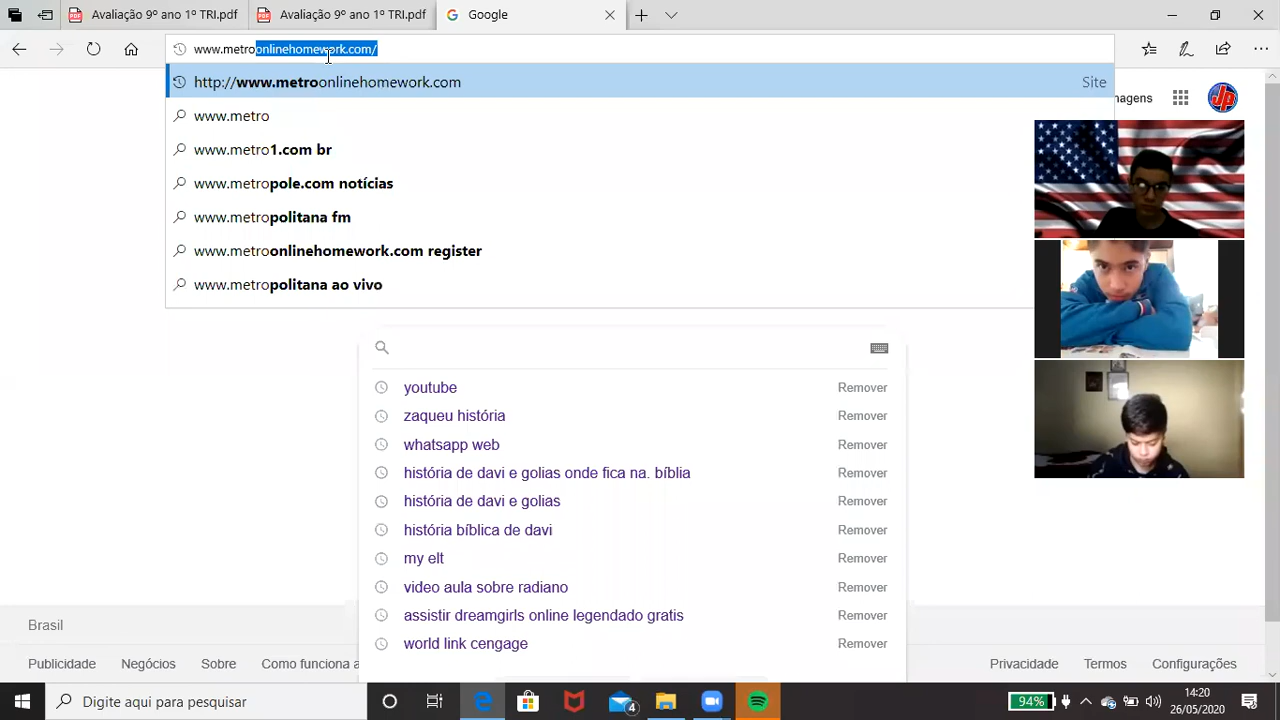 Avaliação 9º ano 1º TRI.pdf
Avaliação 9º ano 1º TRI.pdf
Google
www.metroonlinehomework.com/
http://www.metroonlinehomework.com Site
nagens
JP
www.metro
www.metro1.com br
www.metropole.com notícias
www.metropolitana fm
www.metroonlinehomework.com register
www.metropolitana ao vivo
youtube Remover
zaqueu história Remover
whatsapp web Remover
história de davi e golias onde fica na. bíblia Remover
história de davi e golias Remover
história bíblica de davi Remover
my elt Remover
video aula sobre radiano Remover
assistir dreamgirls online legendado gratis Remover
world link cengage Remover
Brasil
Publicidade Negócios Sobre Como funciona a Privacidade Termos Configurações
Digite aqui para pesquisar 4 94% 14:20
26/05/2020